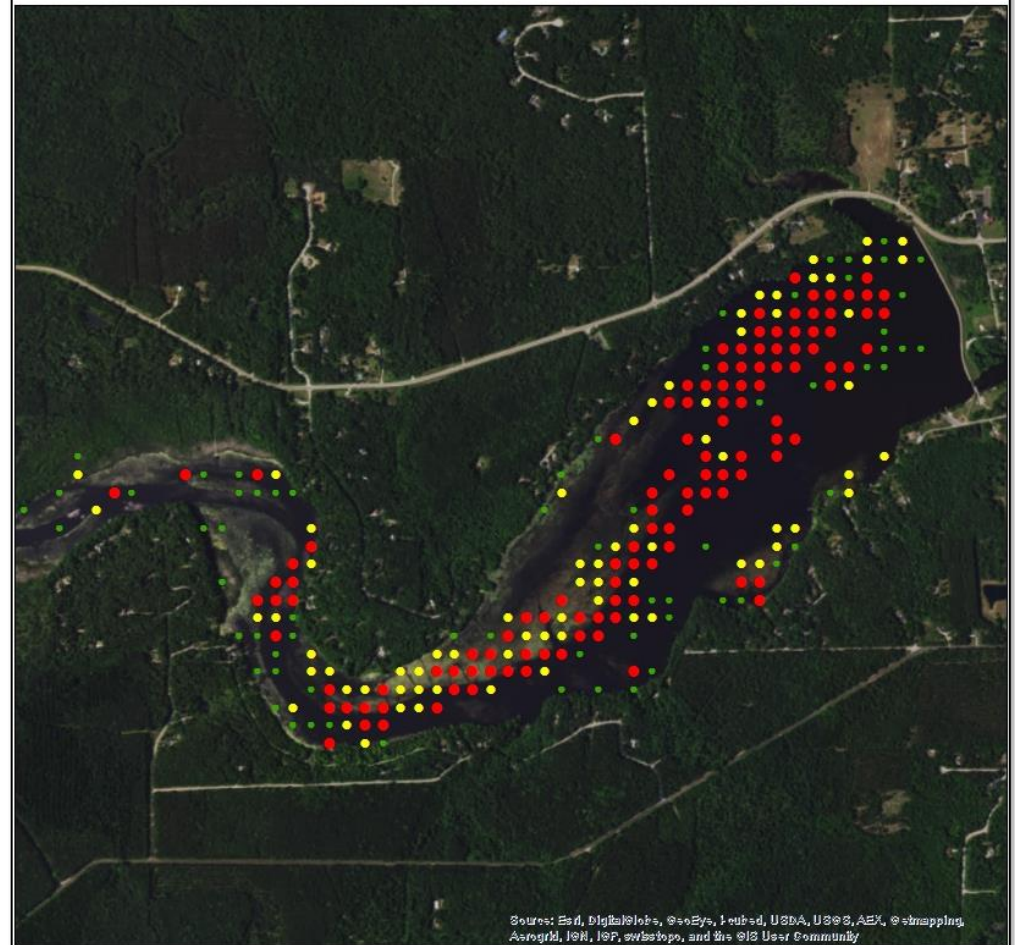 Source: Esri, DigitalGlobe, GeoEye, i-cubed, USDA, USGS, AEX, Getmapping,
Aerogrid, IGN, IGP, swisstopo, and the GIS User Community